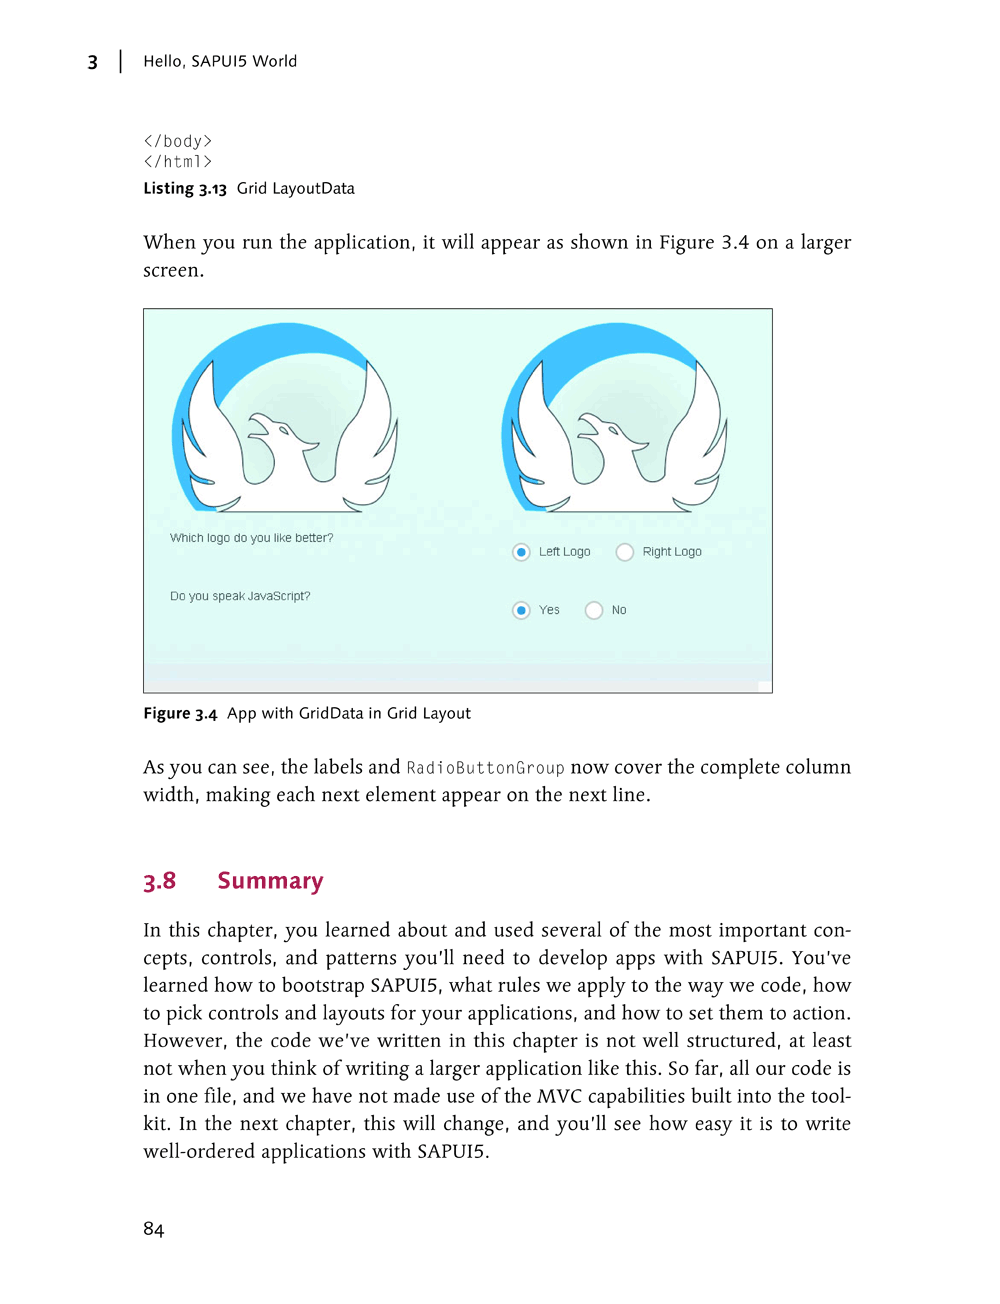 3 | Hello, SAPUI5 World
</body>
</html>
Listing 3.13 Grid LayoutData
When you run the application, it will appear as shown in Figure 3.4 on a larger
screen.
Which logo do you like better?
Left Logo Right Logo
Do you speak JavaScript?
Yes No
Figure 3.4 App with GridData in Grid Layout
As you can see, the labels and RadioButtonGroup now cover the complete column
width, making each next element appear on the next line.
3.8 Summary
In this chapter, you learned about and used several of the most important con-
cepts, controls, and patterns you'll need to develop apps with SAPUI5. You've
learned how to bootstrap SAPUI5, what rules we apply to the way we code, how
to pick controls and layouts for your applications, and how to set them to action.
However, the code we've written in this chapter is not well structured, at least
not when you think of writing a larger application like this. So far, all our code is
in one file, and we have not made use of the MVC capabilities built into the tool-
kit. In the next chapter, this will change, and you'll see how easy it is to write
well-ordered applications with SAPUI5.
84